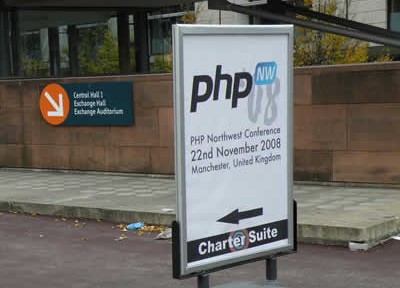 Central Hall 1
Exchange Hall
Exchange Auditorium
php NW
08
PHP Northwest Conference
22nd November 2008
Manchester, United Kingdom
Charter Suite